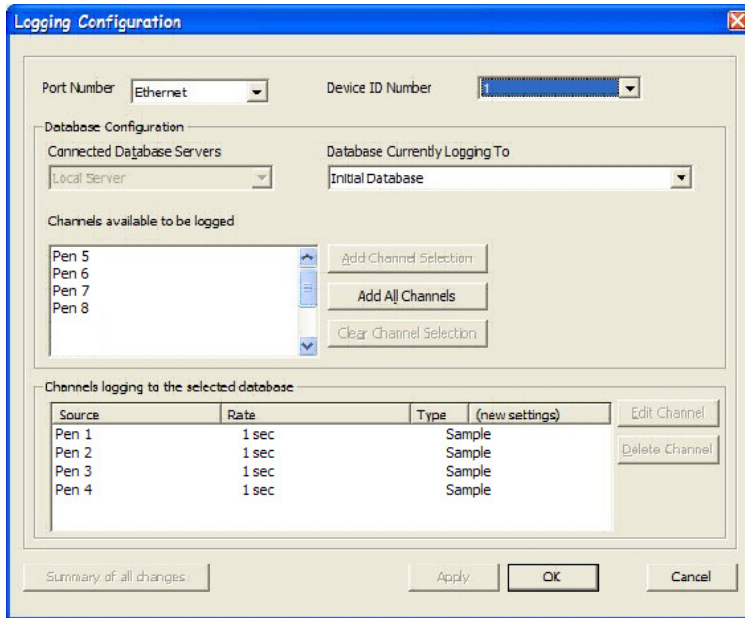 Logging Configuration
Port Number Ethernet Device ID Number 1
Database Configuration
Connected Database Servers Database Currently Logging To
Local Server Initial Database
Channels available to be logged
Pen 5
Pen 6
Pen 7
Pen 8
Add Channel Selection
Add All Channels
Clear Channel Selection
Channels logging to the selected database
Source Rate Type (new settings)
Pen 1 1 sec Sample
Pen 2 1 sec Sample
Pen 3 1 sec Sample
Pen 4 1 sec Sample
Edit Channel
Delete Channel
Summary of all changes Apply OK Cancel